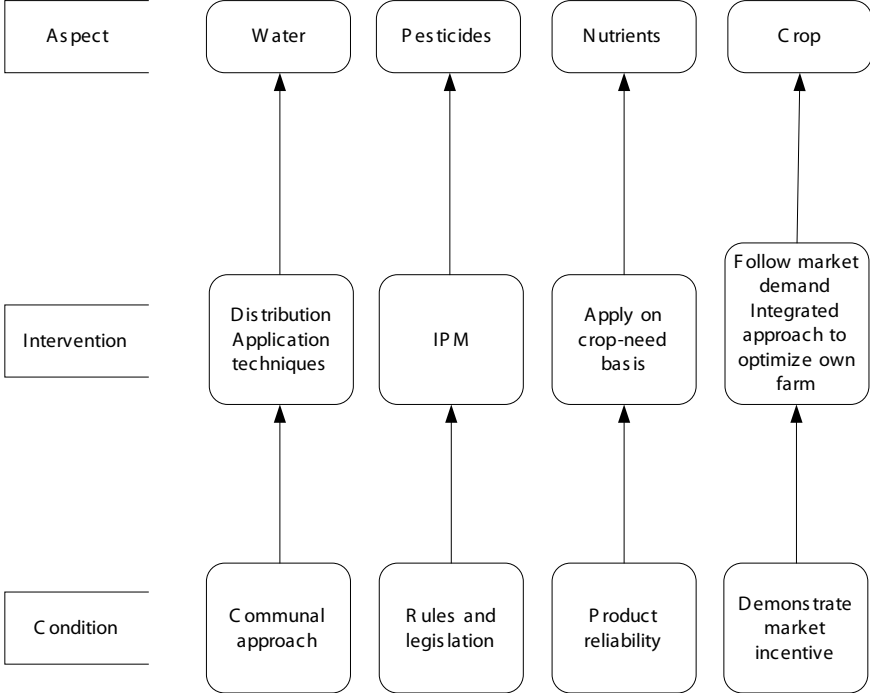 Aspect
Water
Pesticides
Nutrients
Crop
Intervention
Distribution
Application
techniques
IPM
Apply on
crop-need
basis
Follow market
demand
Integrated
approach to
optimize own
farm
Condition
Communal
approach
Rules and
legislation
Product
reliability
Demonstrate
market
incentive